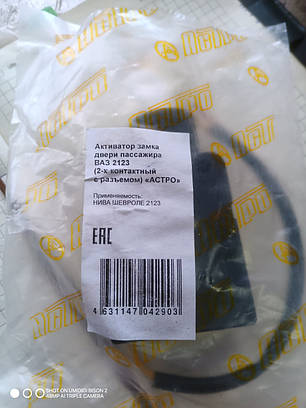 Активатор замка
двери пассажира
ВАЗ 2123
(2-х контактный
с разъемом) «АСТРО»
Применяемость:
НИВА ШЕВРОЛЕ 2123
EAC
4 631147 042903
SHOT ON UMIDIGI BISON 2
48MP AI TRIPLE CAMERA